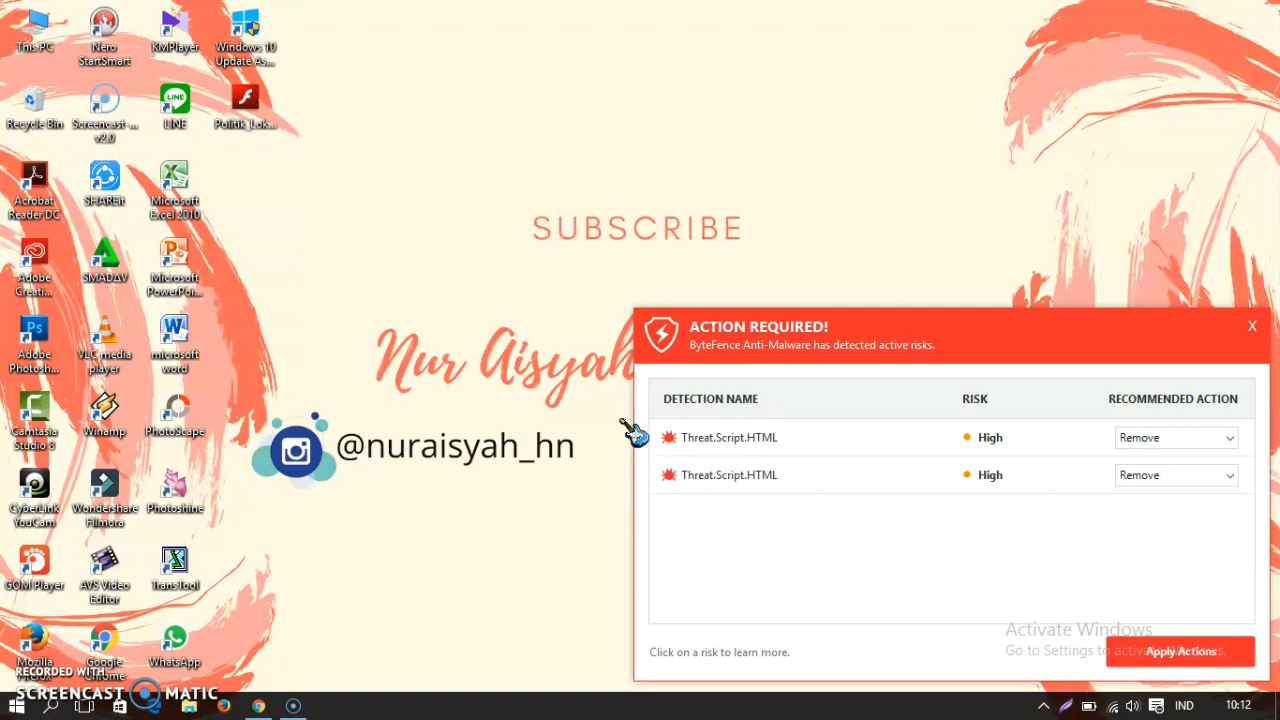 This PC
Nero
StartSmart
KMPlayer
Windows 10
Update As...
Recycle Bin
Screencast-...
v2.0
LINE
LINE
Politik_Lok...
Acrobat
Reader DC
SHAREit
Microsoft
Excel 2010
Adobe
Creati...
SMADAV
Microsoft
PowerPoi...
Ps
Adobe
Photosh...
VLC media
player
microsoft
word
Camtasia
Studio 8
Winamp
PhotoScape
CyberLink
YouCam
Wondershare
Filmora
Photoshine
GOM Player
AVS Video
Editor
TransTool
Mozilla
Firefox
Google
Chrome
WhatsApp
RECORDED WITH
SCREENCAST MATIC
SUBSCRIBE
Nur Aisyah
@nuraisyah_hn
ACTION REQUIRED!
ByteFence Anti-Malware has detected active risks.
X
DETECTION NAME RISK RECOMMENDED ACTION
Threat.Script.HTML High Remove
Threat.Script.HTML High Remove
Click on a risk to learn more.
Apply Actions
Activate Windows
Go to Settings to activate Windows.
IND
10:12